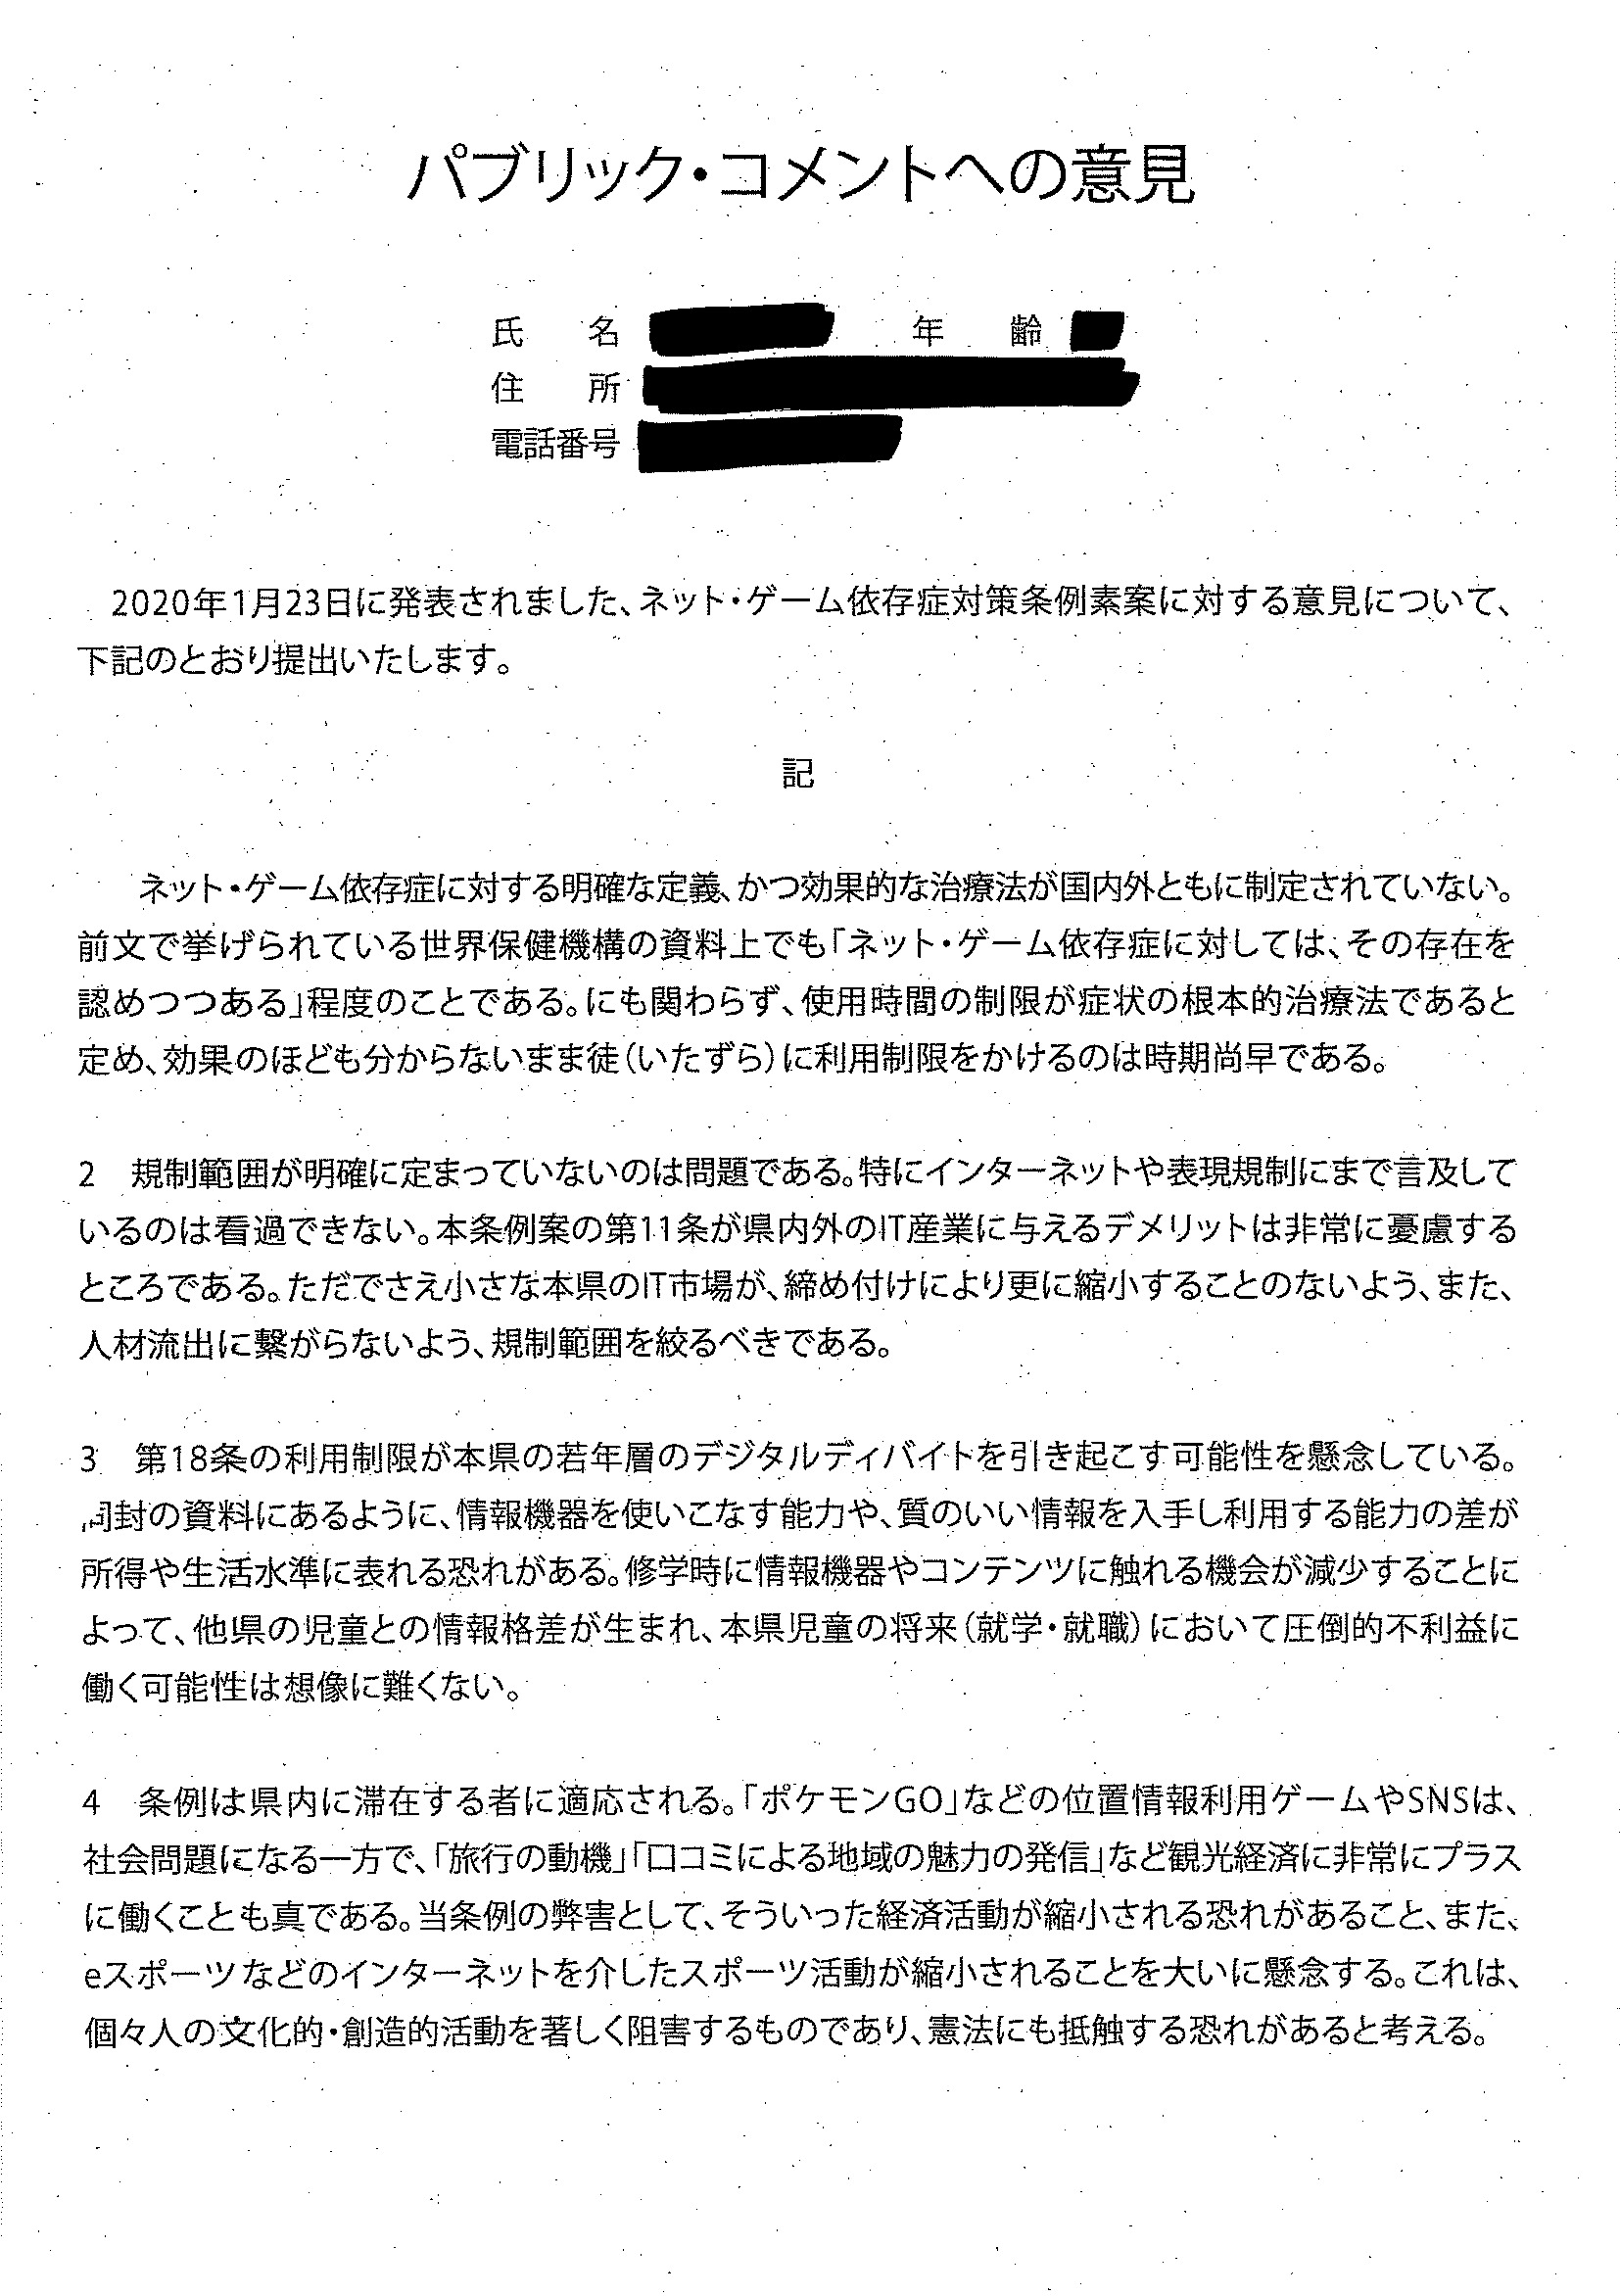 パブリック・コメントへの意見
氏　名　　　　年　齢
住　所
電話番号
2020年1月23日に発表されました、ネット・ゲーム依存症対策条例素案に対する意見について、
下記のとおり提出いたします。
記
ネット・ゲーム依存症に対する明確な定義、かつ効果的な治療法が国内外ともに制定されていない。
前文で挙げられている世界保健機構の資料上でも「ネット・ゲーム依存症に対しては、その存在を
認めつつある」程度のことである。にも関わらず、使用時間の制限が症状の根本的治療法であると
定め、効果のほども分からないまま徒（いたずら）に利用制限をかけるのは時期尚早である。
2　規制範囲が明確に定まっていないのは問題である。特にインターネットや表現規制にまで言及して
いるのは看過できない。本条例案の第11条が県内外のIT産業に与えるデメリットは非常に憂慮する
ところである。ただでさえ小さな本県のIT市場が、締め付けにより更に縮小することのないよう、また、
人材流出に繋がらないよう、規制範囲を絞るべきである。
3　第18条の利用制限が本県の若年層のデジタルディバイトを引き起こす可能性を懸念している。
同封の資料にあるように、情報機器を使いこなす能力や、質のいい情報を入手し利用する能力の差が
所得や生活水準に表れる恐れがある。修学時に情報機器やコンテンツに触れる機会が減少することに
よって、他県の児童との情報格差が生まれ、本県児童の将来（就学・就職）において圧倒的不利益に
働く可能性は想像に難くない。
4　条例は県内に滞在する者に適応される。「ポケモンGO」などの位置情報利用ゲームやSNSは、
社会問題になる一方で、「旅行の動機」「口コミによる地域の魅力の発信」など観光経済に非常にプラス
に働くことも真である。当条例の弊害として、そういった経済活動が縮小される恐れがあること、また、
eスポーツなどのインターネットを介したスポーツ活動が縮小されることを大いに懸念する。これは、
個々人の文化的・創造的活動を著しく阻害するものであり、憲法にも抵触する恐れがあると考える。